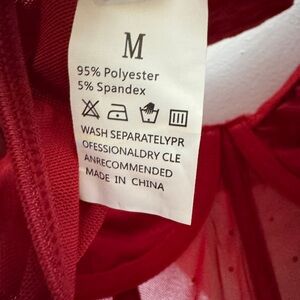 M
95% Polyester
5% Spandex
WASH SEPARATELYPR
OFESSIONALDRY CLE
ANRECOMMENDED
MADE IN CHINA